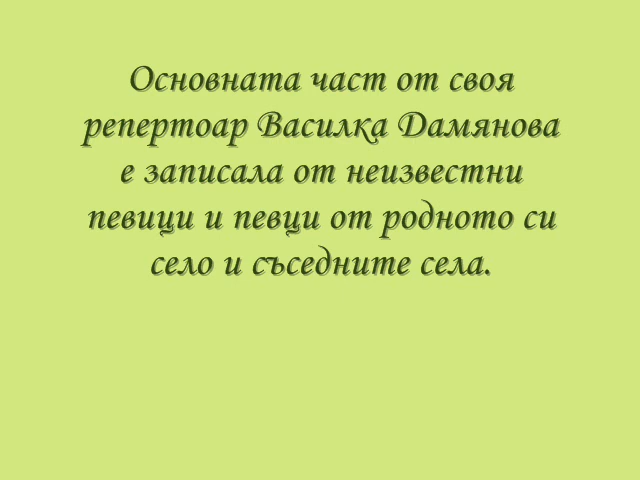 Основната част от своя
репертоар Василка Дамянова
е записала от неизвестни
певици и певци от родното си
село и съседните села.